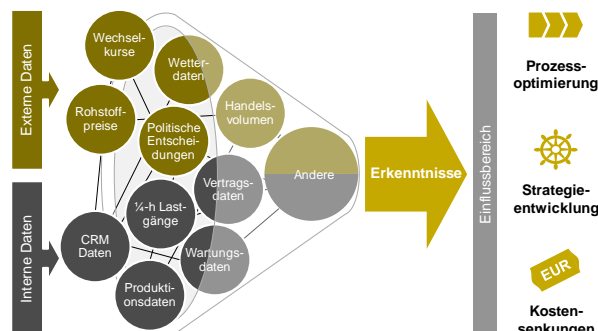 Externe Daten
Interne Daten
Wechsel-
kurse
Wetter-
daten
Rohstoff-
preise
Handels-
volumen
Politische
Entschei-
dungen
Andere
Vertrags-
daten
¼-h Last-
gänge
CRM
Daten
Wartungs-
daten
Produkti-
onsdaten
Erkenntnisse
Einflussbereich
Prozess-
optimierung
Strategie-
entwicklung
EUR
Kosten-
senkungen